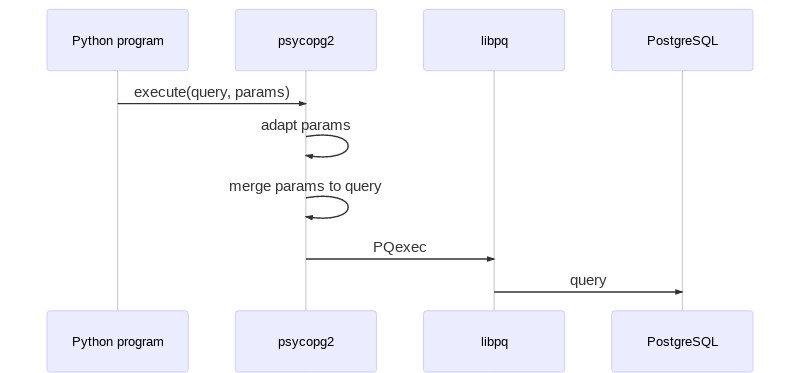 Python program
psycopg2
libpq
PostgreSQL
execute(query, params)
adapt params
merge params to query
PQexec
query
Python program
psycopg2
libpq
PostgreSQL